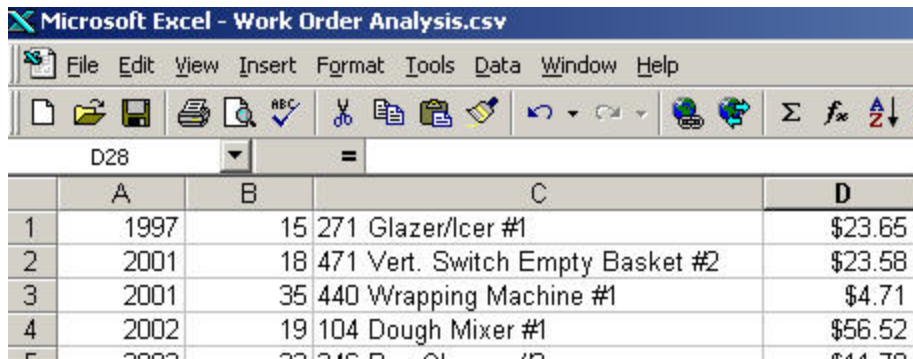 Microsoft Excel - Work Order Analysis.csv
File Edit View Insert Format Tools Data Window Help
ABC Σ fx A Z
D28 =
A B C D
1 1997 15 271 Glazer/Icer #1 $23.65
2 2001 18 471 Vert. Switch Empty Basket #2 $23.58
3 2001 35 440 Wrapping Machine #1 $4.71
4 2002 19 104 Dough Mixer #1 $56.52